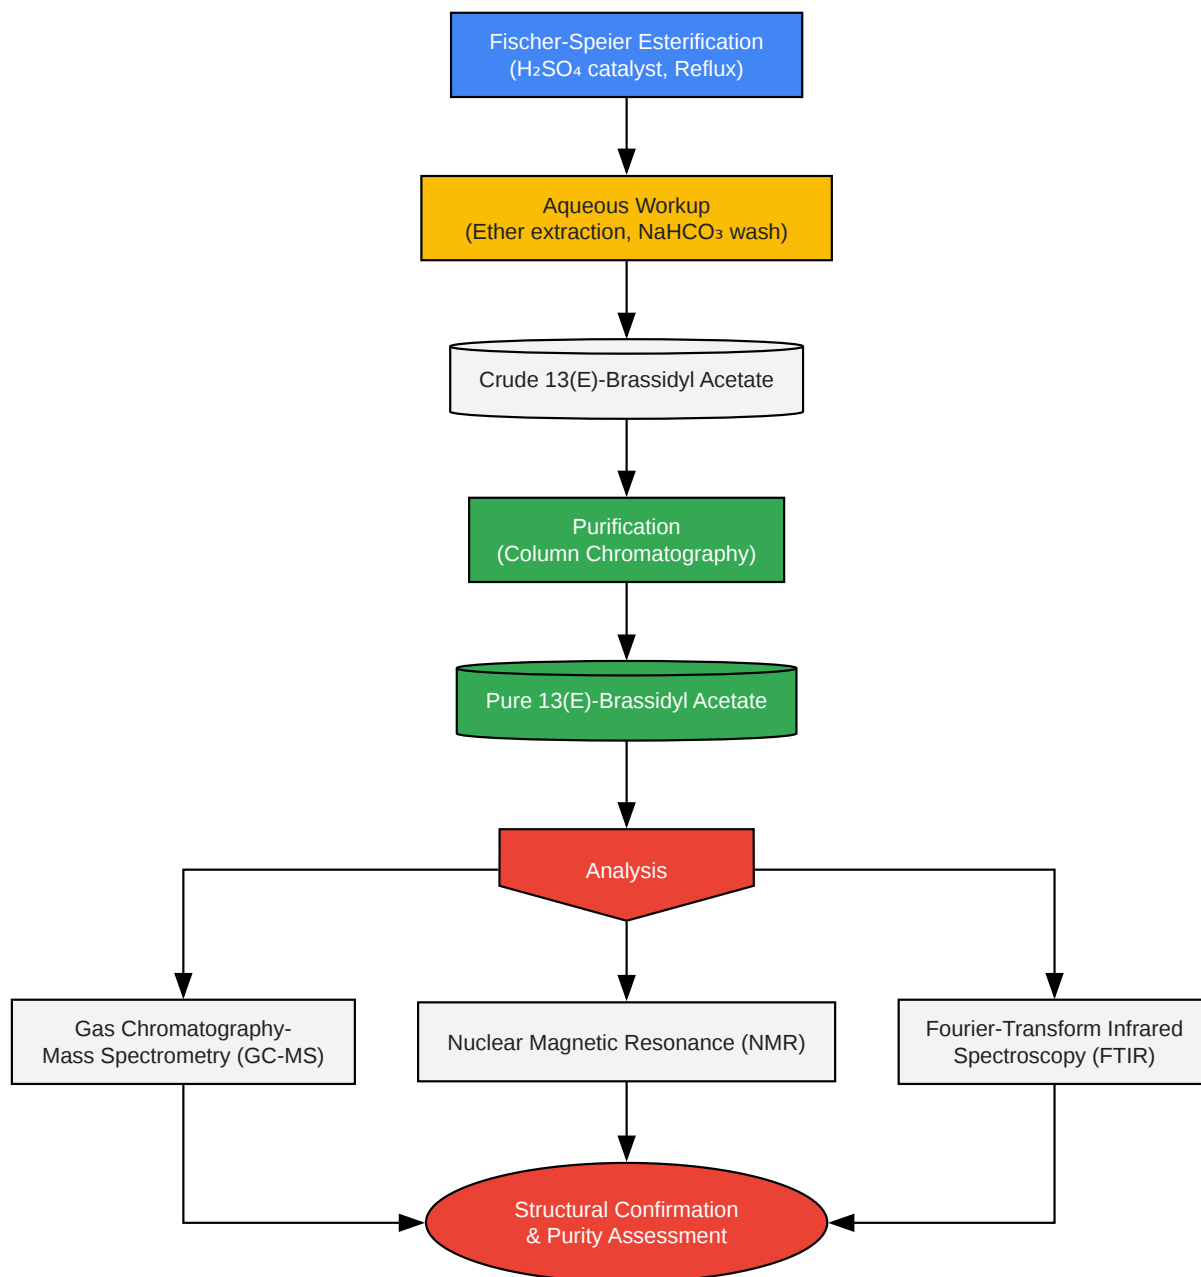 Fischer-Speier Esterification
(H₂SO₄ catalyst, Reflux)
Aqueous Workup
(Ether extraction, NaHCO₃ wash)
Crude 13(E)-Brassidyl Acetate
Purification
(Column Chromatography)
Pure 13(E)-Brassidyl Acetate
Analysis
Gas Chromatography-
Mass Spectrometry (GC-MS)
Nuclear Magnetic Resonance (NMR)
Fourier-Transform Infrared
Spectroscopy (FTIR)
Structural Confirmation
& Purity Assessment